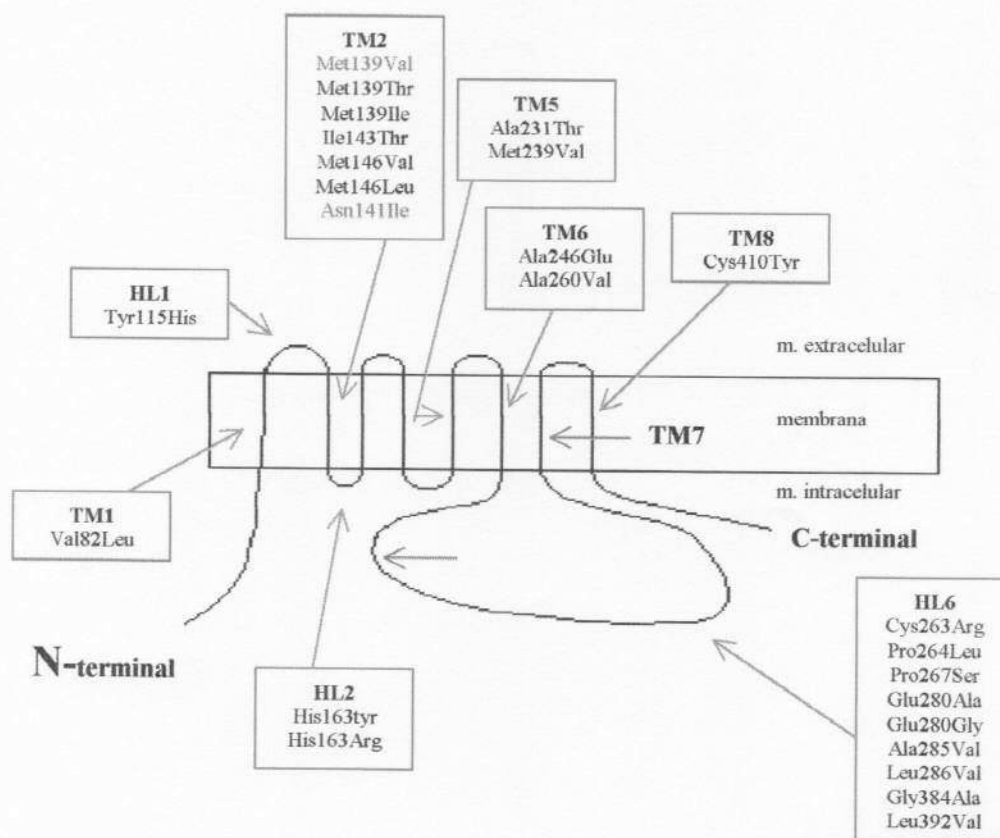 TM2
Met139Val
Met139Thr
Met139Ile
Ile143Thr
Met146Val
Met146Leu
Asn141Ile
TM5
Ala231Thr
Met239Val
TM6
Ala246Glu
Ala260Val
TM8
Cys410Tyr
HL1
Tyr115His
m. extracelular
membrana
TM7
m. intracelular
TM1
Val82Leu
C-terminal
N-terminal
HL2
His163tyr
His163Arg
HL6
Cys263Arg
Pro264Leu
Pro267Ser
Glu280Ala
Glu280Gly
Ala285Val
Leu286Val
Gly384Ala
Leu392Val